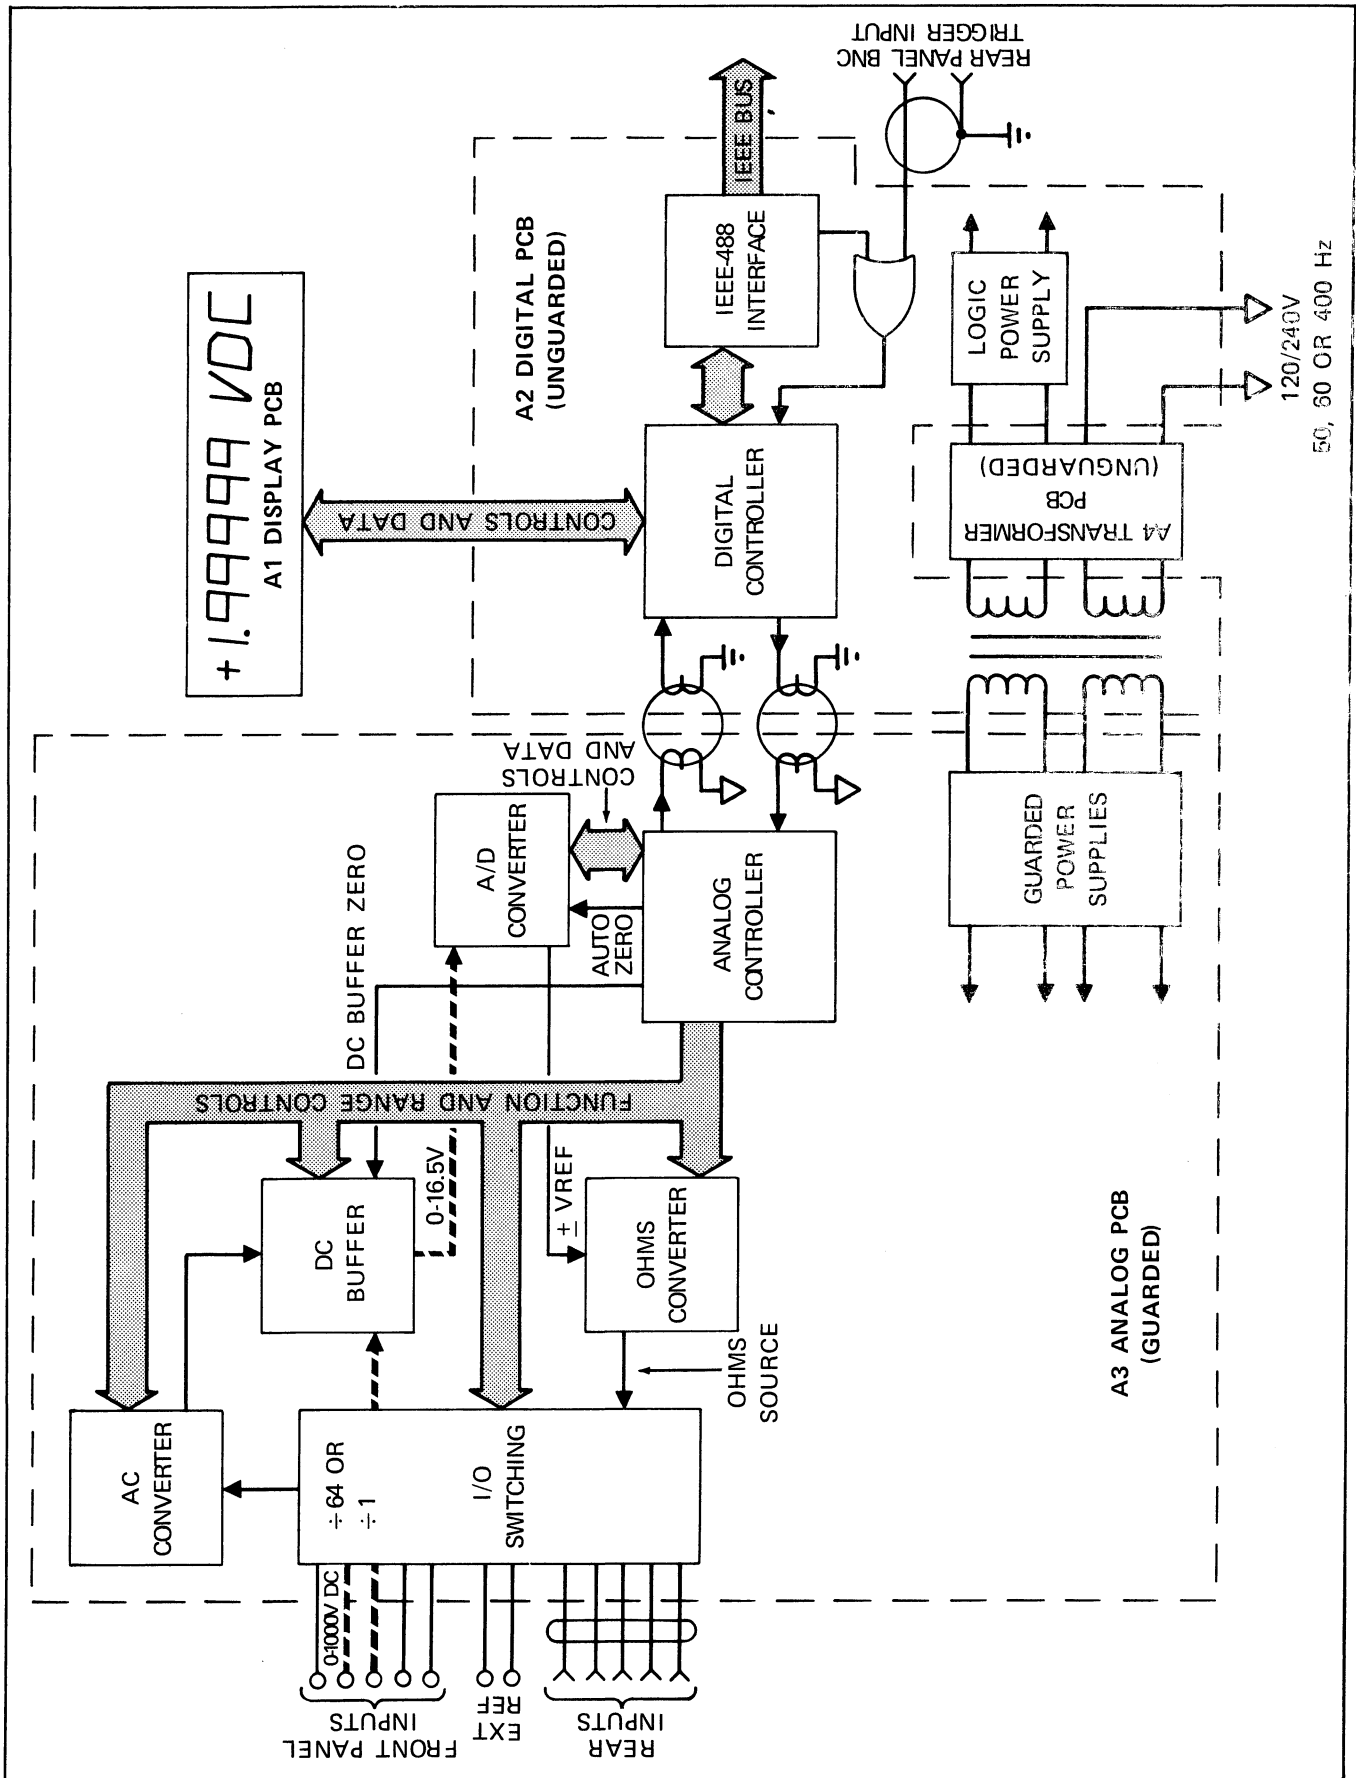 +1.99999 VDC
A1 DISPLAY PCB
CONTROLS AND DATA
A2 DIGITAL PCB
(UNGUARDED)
IEEE BUS
IEEE-488
INTERFACE
REAR PANEL BNC
TRIGGER INPUT
DIGITAL
CONTROLLER
LOGIC
POWER
SUPPLY
A4 TRANSFORMER
PCB
(UNGUARDED)
120/240V
50, 60 OR 400 Hz
CONTROLS
AND DATA
A/D
CONVERTER
AUTO
ZERO
ANALOG
CONTROLLER
GUARDED
POWER
SUPPLIES
DC BUFFER ZERO
FUNCTION AND RANGE CONTROLS
0-16.5V
± VREF
DC
BUFFER
OHMS
CONVERTER
OHMS
SOURCE
AC
CONVERTER
÷64 OR
÷1
I/O
SWITCHING
0-1000V DC
FRONT PANEL
INPUTS
EXT
REF
REAR
INPUTS
A3 ANALOG PCB
(GUARDED)